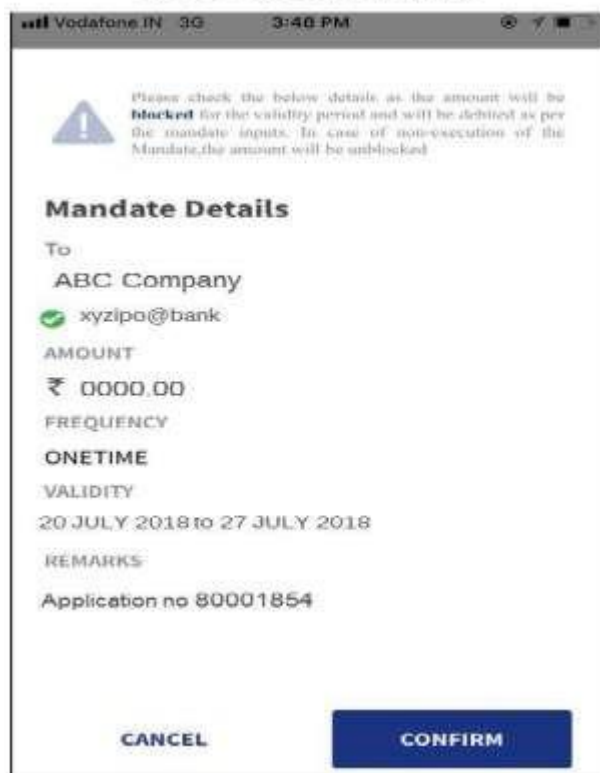 Vodafone IN 3G 3:46 PM
Please check the below details as the amount will be
blocked for the validity period and will be debited as per
the mandate inputs. In case of non-execution of the
Mandate,the amount will be unblocked
Mandate Details
To
ABC Company
xyzipo@bank
AMOUNT
₹ 0000.00
FREQUENCY
ONETIME
VALIDITY
20 JULY 2018 to 27 JULY 2018
REMARKS
Application no 80001854
CANCEL CONFIRM